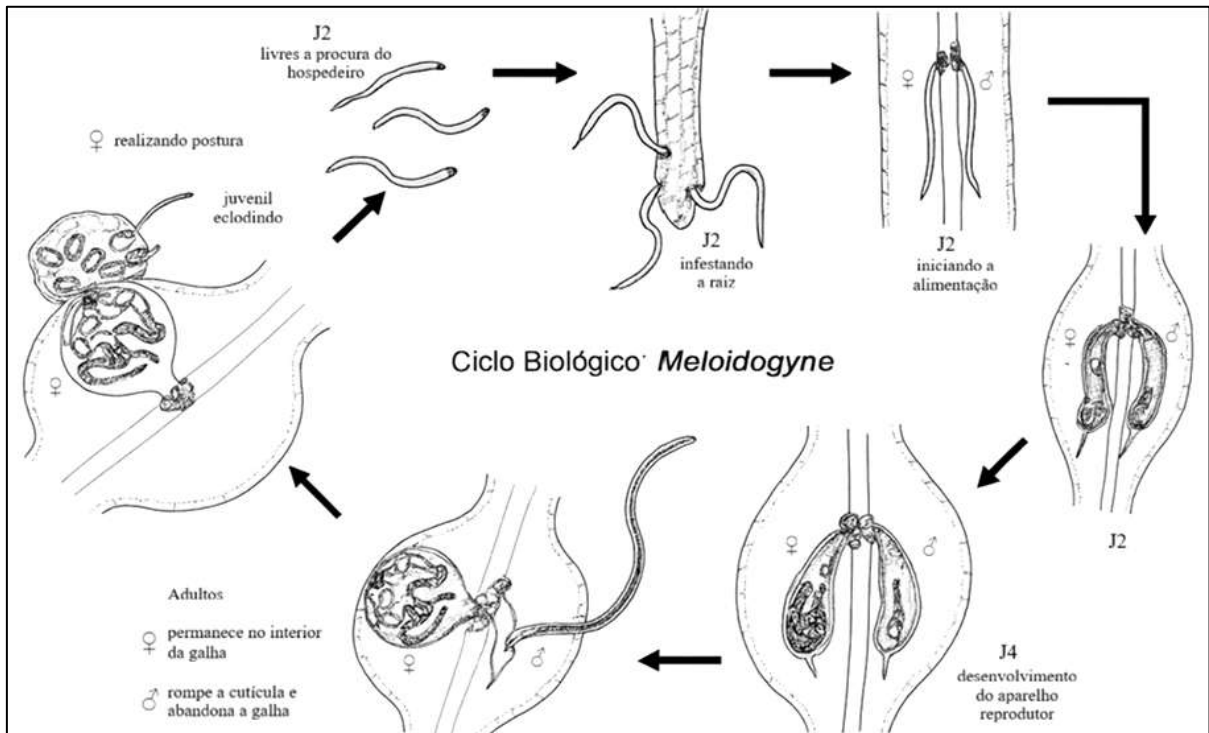 J2
livres a procura do
hospedeiro
♀ realizando postura
juvenil
eclodindo
J2
infestando
a raiz
♀
♂
J2
iniciando a
alimentação
♀
♂
J2
Ciclo Biológico Meloidogyne
♀
♂
J4
desenvolvimento
do aparelho
reprodutor
♀
♂
Adultos
♀ permanece no interior
da galha
♂ rompe a cutícula e
abandona a galha
♀